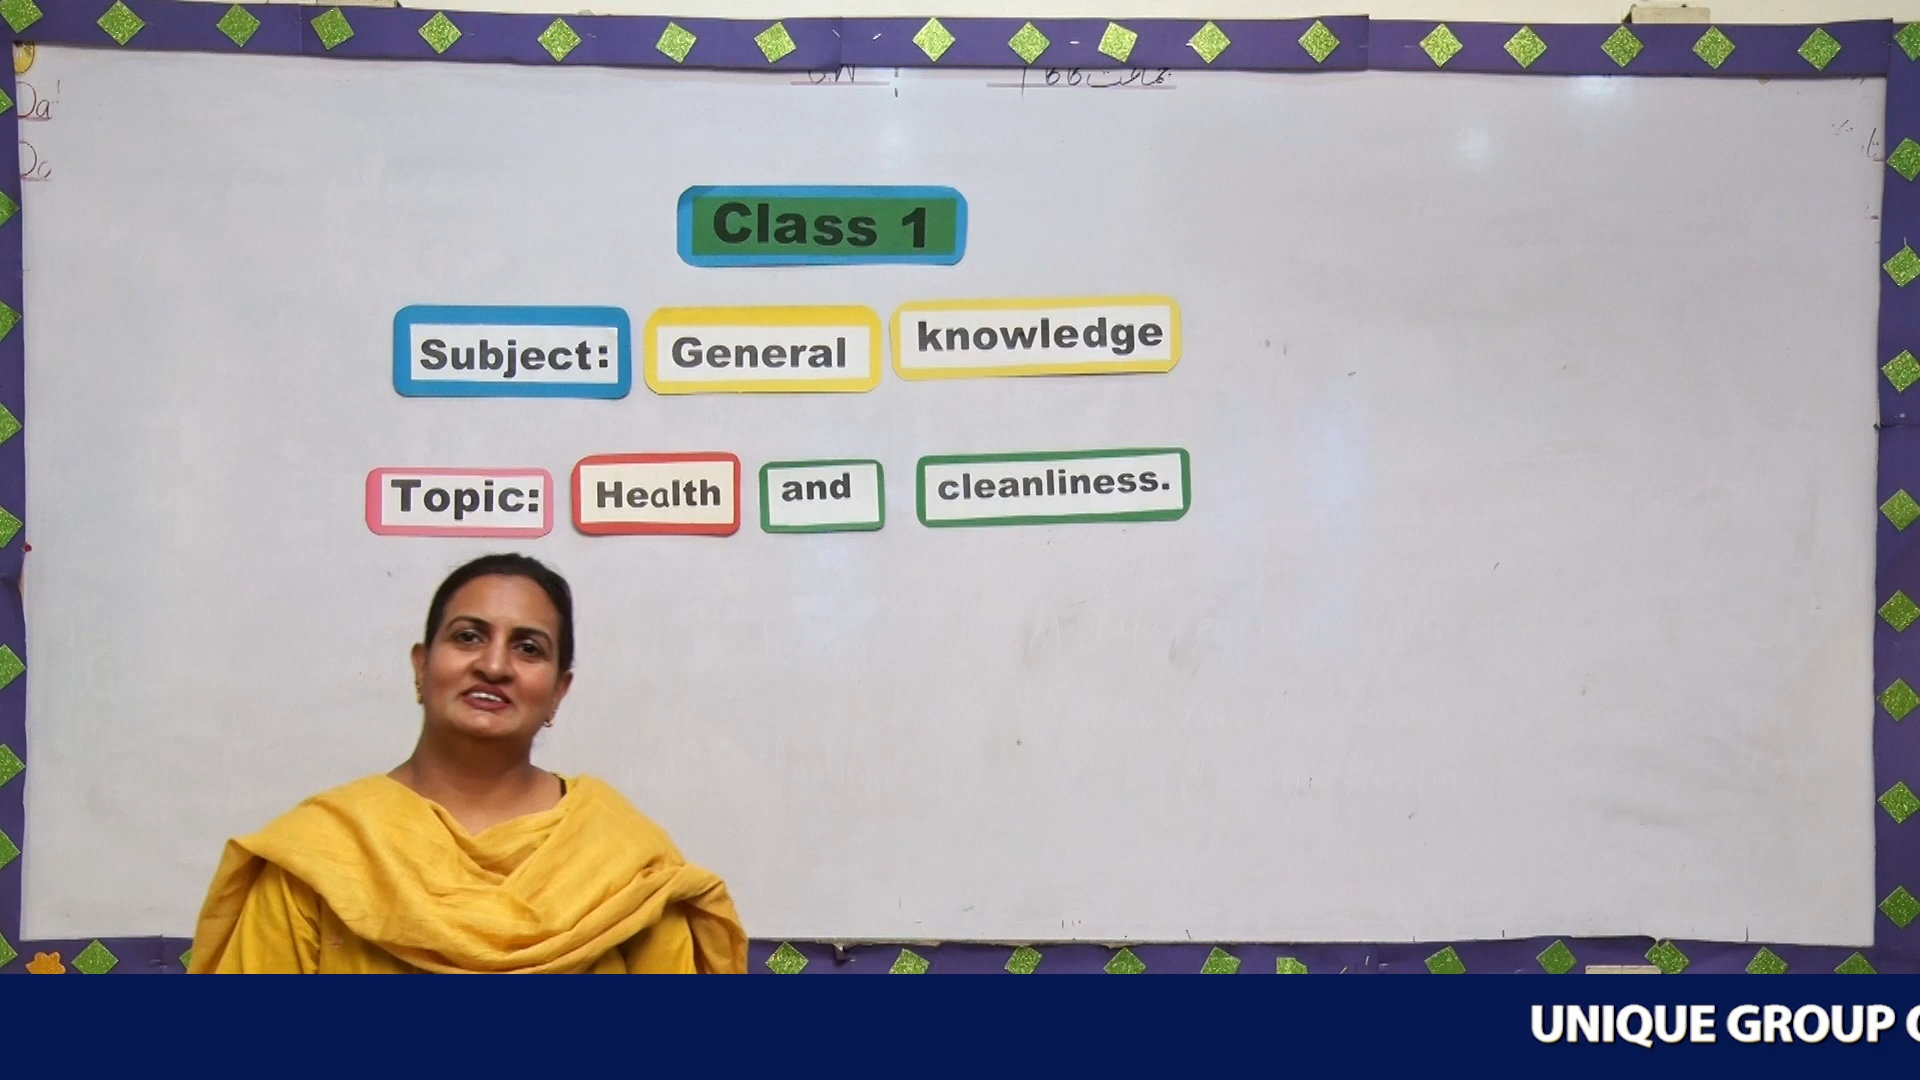 Class 1
Subject: General knowledge
Topic: Health and cleanliness.
UNIQUE GROUP